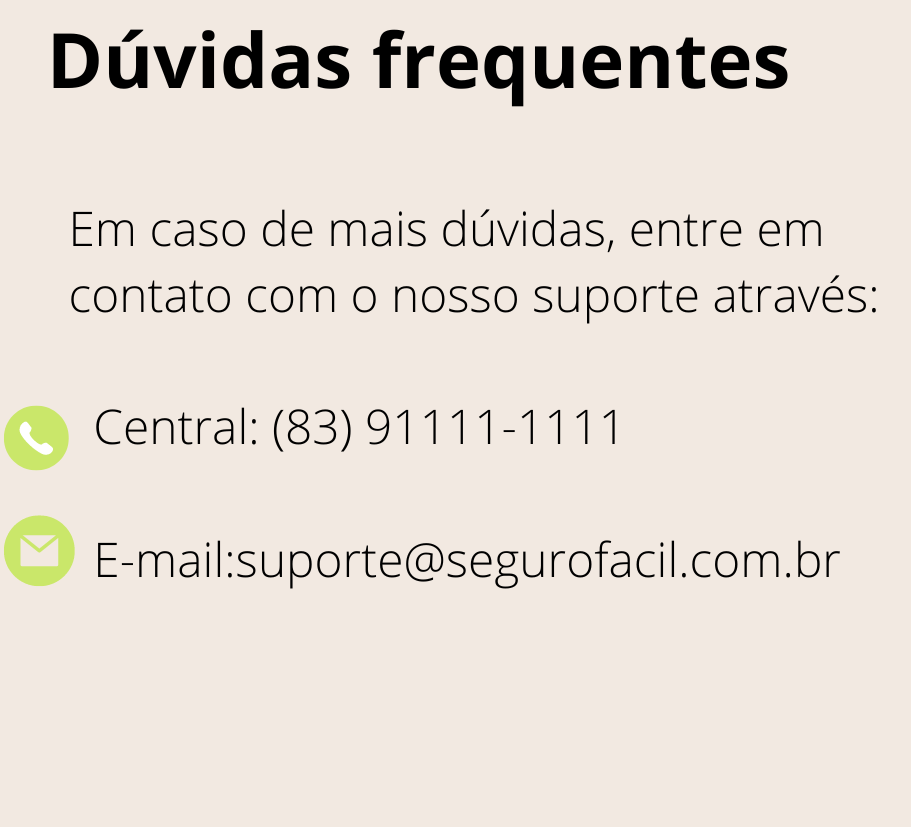 Dúvidas frequentes
Em caso de mais dúvidas, entre em
contato com o nosso suporte através:
Central: (83) 91111-1111
E-mail:suporte@segurofacil.com.br